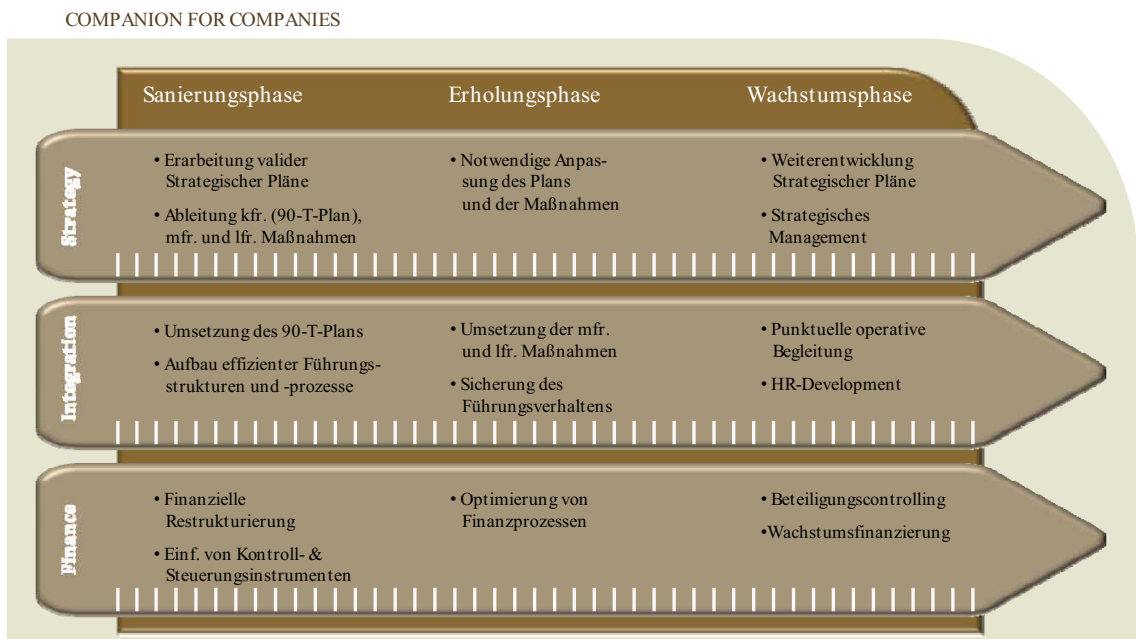 COMPANION FOR COMPANIES
Sanierungsphase
Erholungsphase
Wachstumsphase
Strategy
• Erarbeitung valider
Strategischer Pläne
• Ableitung kfr. (90-T-Plan),
mfr. und lfr. Maßnahmen
• Notwendige Anpas-
sung des Plans
und der Maßnahmen
• Weiterentwicklung
Strategischer Pläne
• Strategisches
Management
Integration
• Umsetzung des 90-T-Plans
• Aufbau effizienter Führungs-
strukturen und -prozesse
• Umsetzung der mfr.
und lfr. Maßnahmen
• Sicherung des
Führungsverhaltens
• Punktuelle operative
Begleitung
• HR-Development
Finance
• Finanzielle
Restrukturierung
• Einf. von Kontroll- &
Steuerungsinstrumenten
• Optimierung von
Finanzprozessen
• Beteiligungscontrolling
•Wachstumsfinanzierung